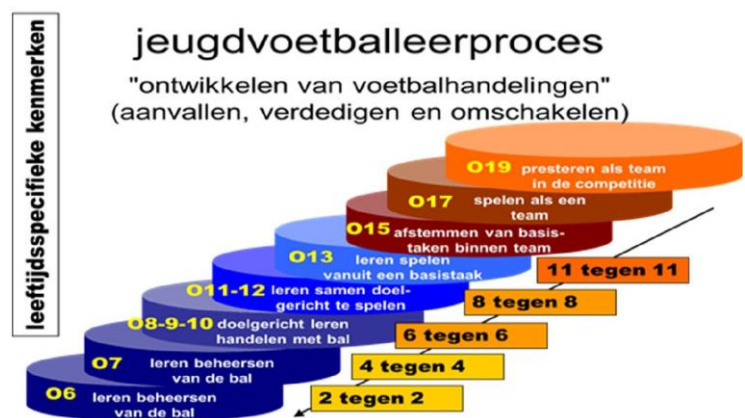 leeftijdsspecifieke kenmerken
jeugdvoetballeerproces
"ontwikkelen van voetbalhandelingen"
(aanvallen, verdedigen en omschakelen)
O19 presteren als team
in de competitie
O17 spelen als een
team
O15 afstemmen van basis-
taken binnen team
O13 leren spelen
vanuit een basistaak
11 tegen 11
O11-12 leren samen doel-
gericht te spelen
8 tegen 8
O8-9-10 doelgericht leren
handelen met bal
6 tegen 6
O7 leren beheersen
van de bal
4 tegen 4
O6 leren beheersen
van de bal
2 tegen 2